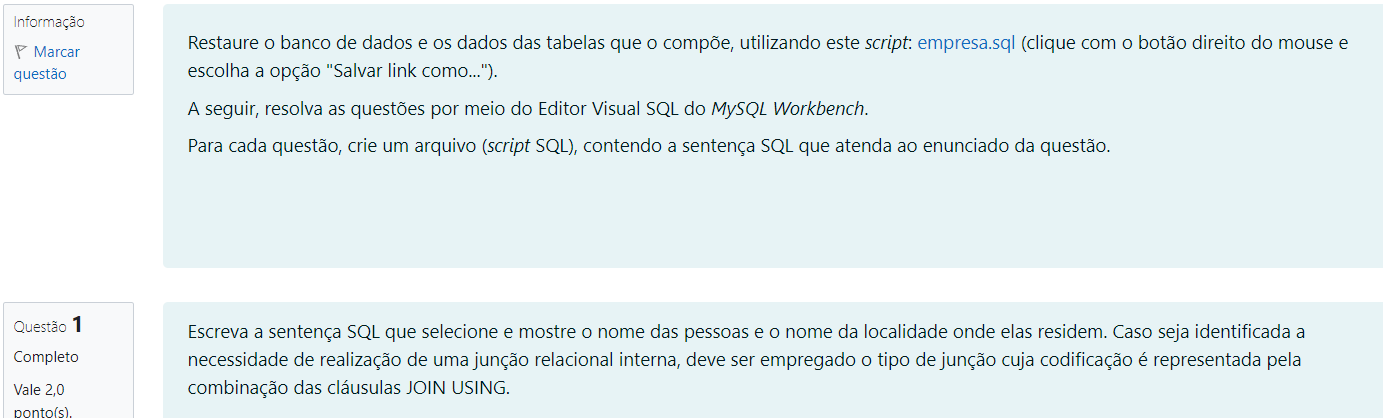 Informação
Marcar
questão
Restaure o banco de dados e os dados das tabelas que o compõe, utilizando este script: empresa.sql (clique com o botão direito do mouse e
escolha a opção "Salvar link como...").
A seguir, resolva as questões por meio do Editor Visual SQL do MySQL Workbench.
Para cada questão, crie um arquivo (script SQL), contendo a sentença SQL que atenda ao enunciado da questão.
Questão 1
Completo
Vale 2,0
ponto(s).
Escreva a sentença SQL que selecione e mostre o nome das pessoas e o nome da localidade onde elas residem. Caso seja identificada a
necessidade de realização de uma junção relacional interna, deve ser empregado o tipo de junção cuja codificação é representada pela
combinação das cláusulas JOIN USING.